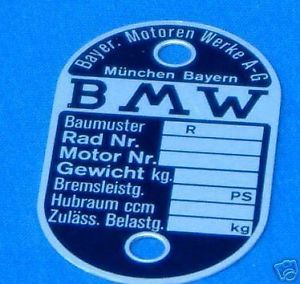 Bayer. Motoren Werke A-G
München Bayern
BMW
Baumuster R
Rad Nr.
Motor Nr.
Gewicht kg.
Bremsleistg. PS
Hubraum ccm
Zuläss. Belastg. kg